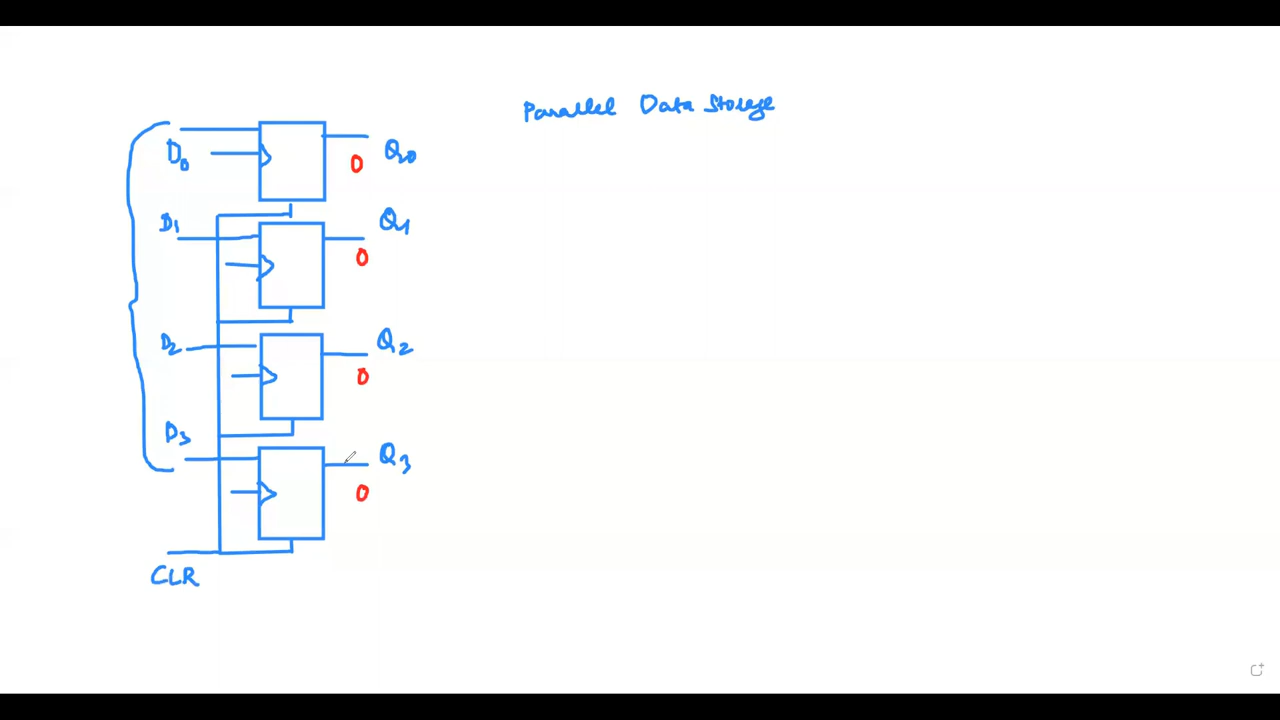 Parallel Data Storage
D0 Q0
0
D1 Q1
0
D2 Q2
0
D3 Q3
0
CLR